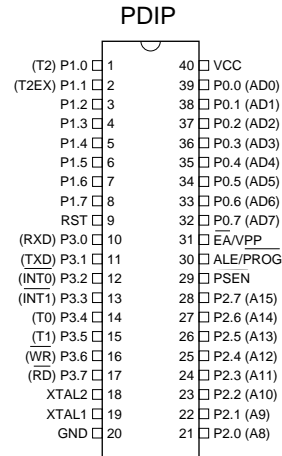 PDIP
(T2) P1.0 1 40 VCC
(T2EX) P1.1 2 39 P0.0 (AD0)
P1.2 3 38 P0.1 (AD1)
P1.3 4 37 P0.2 (AD2)
P1.4 5 36 P0.3 (AD3)
P1.5 6 35 P0.4 (AD4)
P1.6 7 34 P0.5 (AD5)
P1.7 8 33 P0.6 (AD6)
RST 9 32 P0.7 (AD7)
(RXD) P3.0 10 31 EA/VPP
(TXD) P3.1 11 30 ALE/PROG
(INT0) P3.2 12 29 PSEN
(INT1) P3.3 13 28 P2.7 (A15)
(T0) P3.4 14 27 P2.6 (A14)
(T1) P3.5 15 26 P2.5 (A13)
(WR) P3.6 16 25 P2.4 (A12)
(RD) P3.7 17 24 P2.3 (A11)
XTAL2 18 23 P2.2 (A10)
XTAL1 19 22 P2.1 (A9)
GND 20 21 P2.0 (A8)